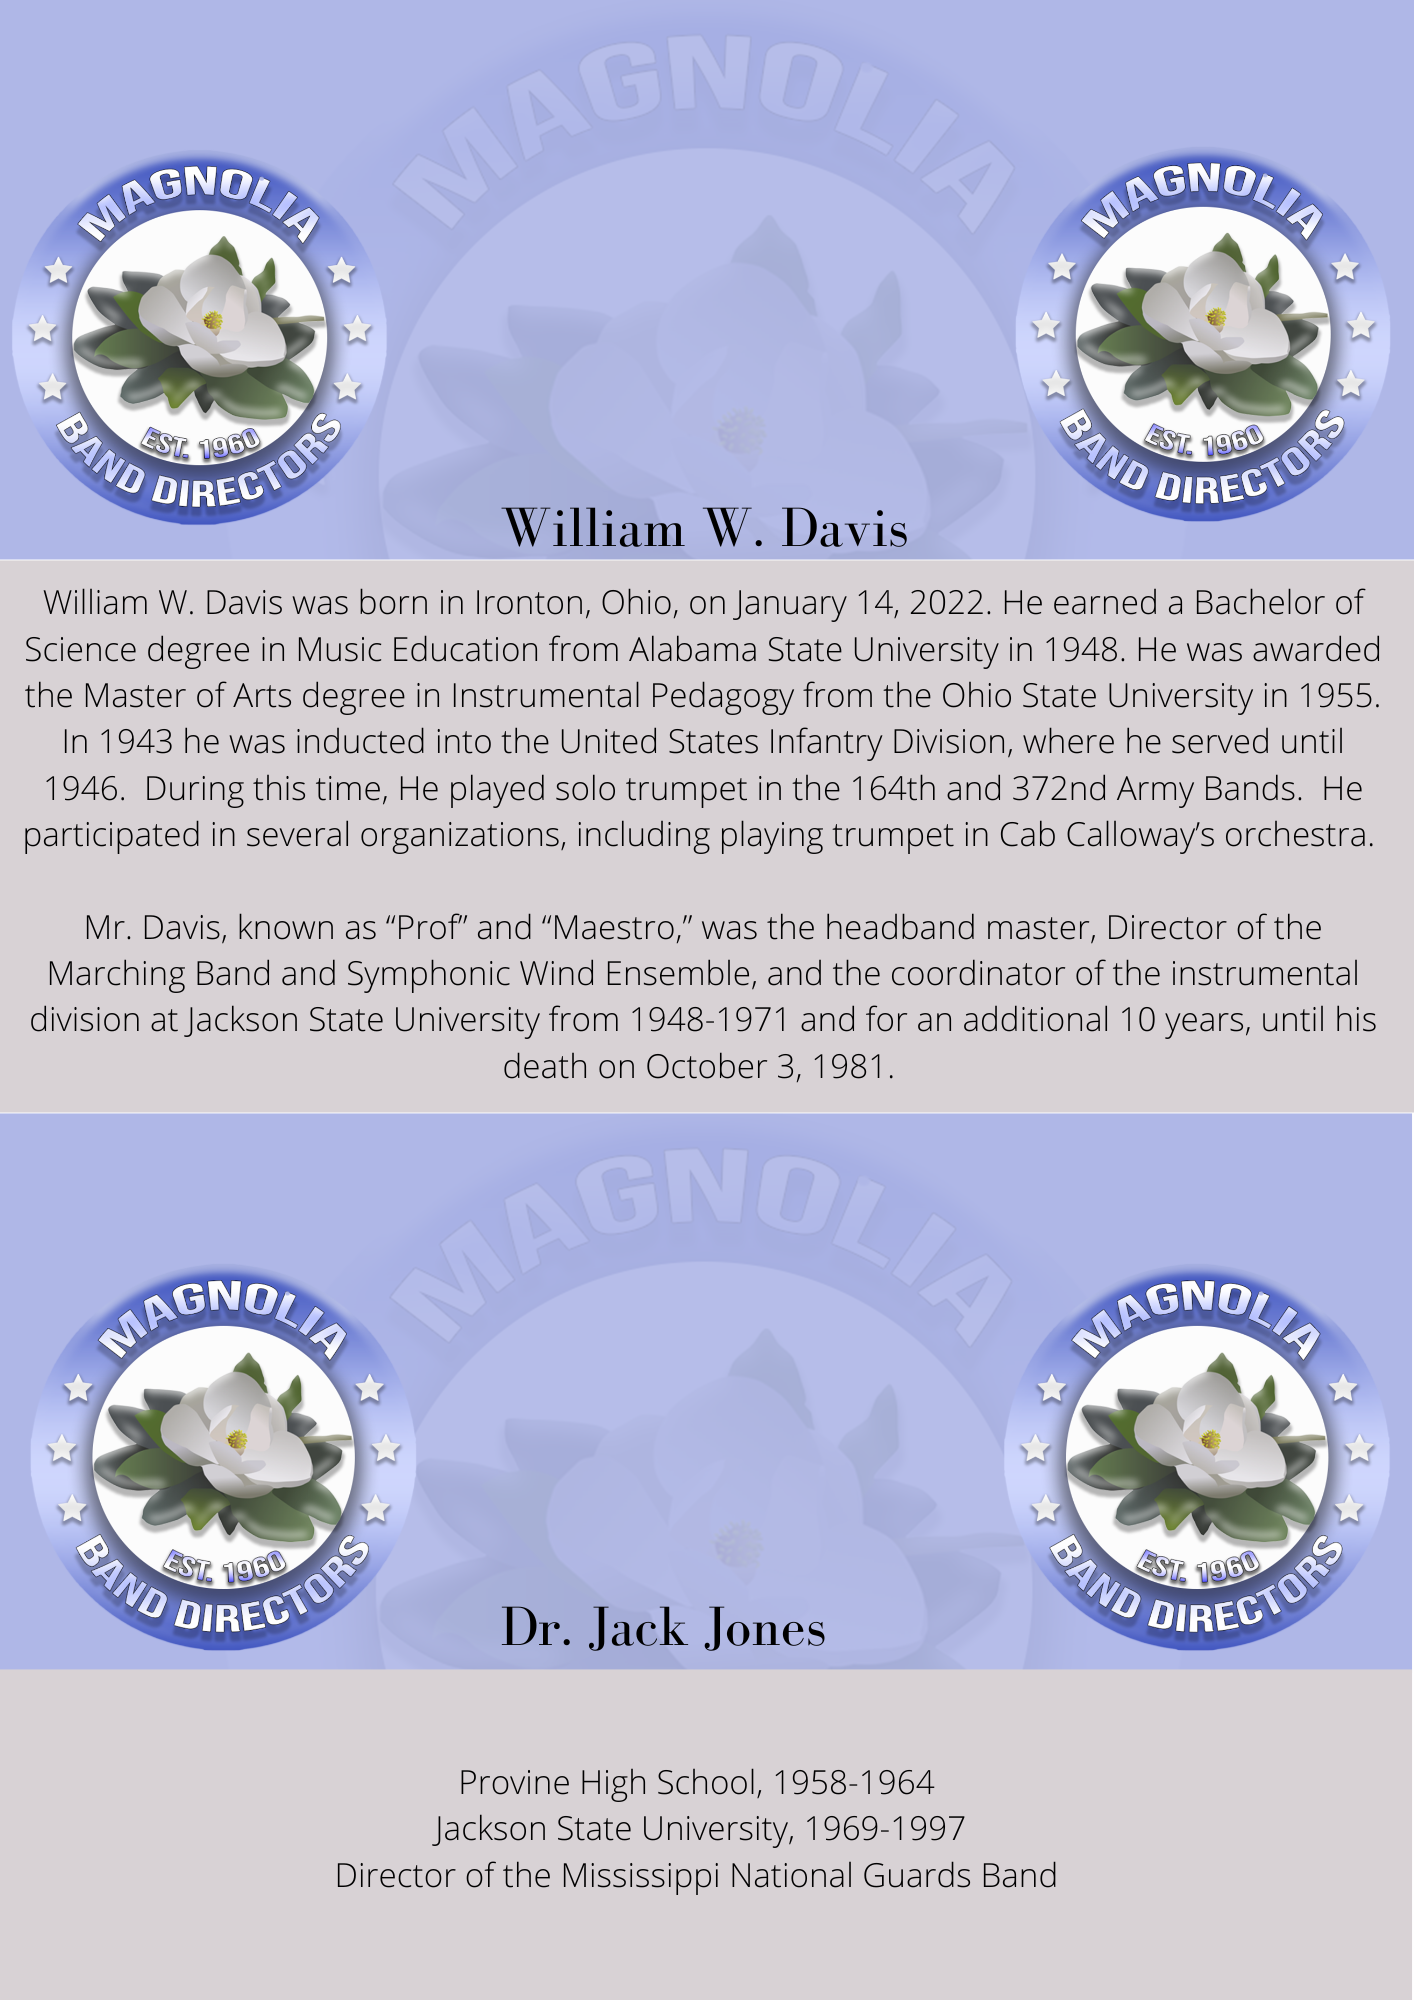 MAGNOLIA
MAGNOLIA
EST. 1960
BAND DIRECTORS
MAGNOLIA
EST. 1960
BAND DIRECTORS
William W. Davis
William W. Davis was born in Ironton, Ohio, on January 14, 2022. He earned a Bachelor of
Science degree in Music Education from Alabama State University in 1948. He was awarded
the Master of Arts degree in Instrumental Pedagogy from the Ohio State University in 1955.
In 1943 he was inducted into the United States Infantry Division, where he served until
1946.  During this time, He played solo trumpet in the 164th and 372nd Army Bands.  He
participated in several organizations, including playing trumpet in Cab Calloway’s orchestra.
Mr. Davis, known as “Prof” and “Maestro,” was the headband master, Director of the
Marching Band and Symphonic Wind Ensemble, and the coordinator of the instrumental
division at Jackson State University from 1948-1971 and for an additional 10 years, until his
death on October 3, 1981.
MAGNOLIA
MAGNOLIA
EST. 1960
BAND DIRECTORS
MAGNOLIA
EST. 1960
BAND DIRECTORS
Dr. Jack Jones
Provine High School, 1958-1964
Jackson State University, 1969-1997
Director of the Mississippi National Guards Band